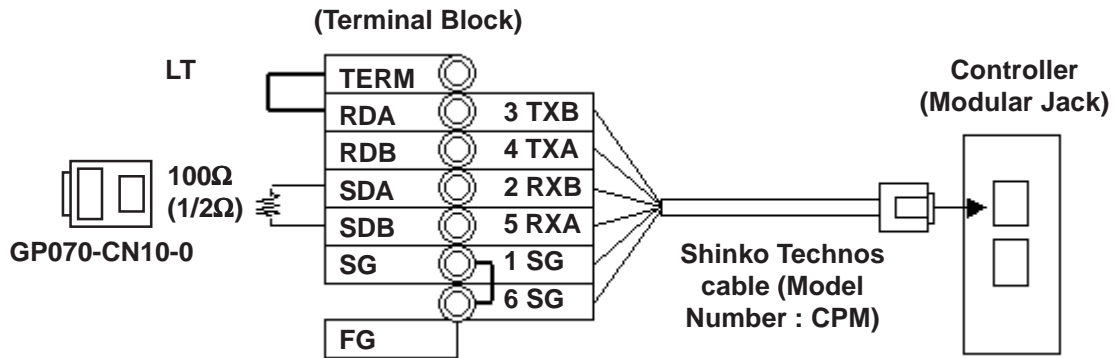 (Terminal Block)
LT
Controller
(Modular Jack)
TERM
RDA
3 TXB
RDB
4 TXA
100Ω
(1/2Ω)
SDA
2 RXB
SDB
5 RXA
GP070-CN10-0
SG
1 SG
6 SG
FG
Shinko Technos
cable (Model
Number : CPM)